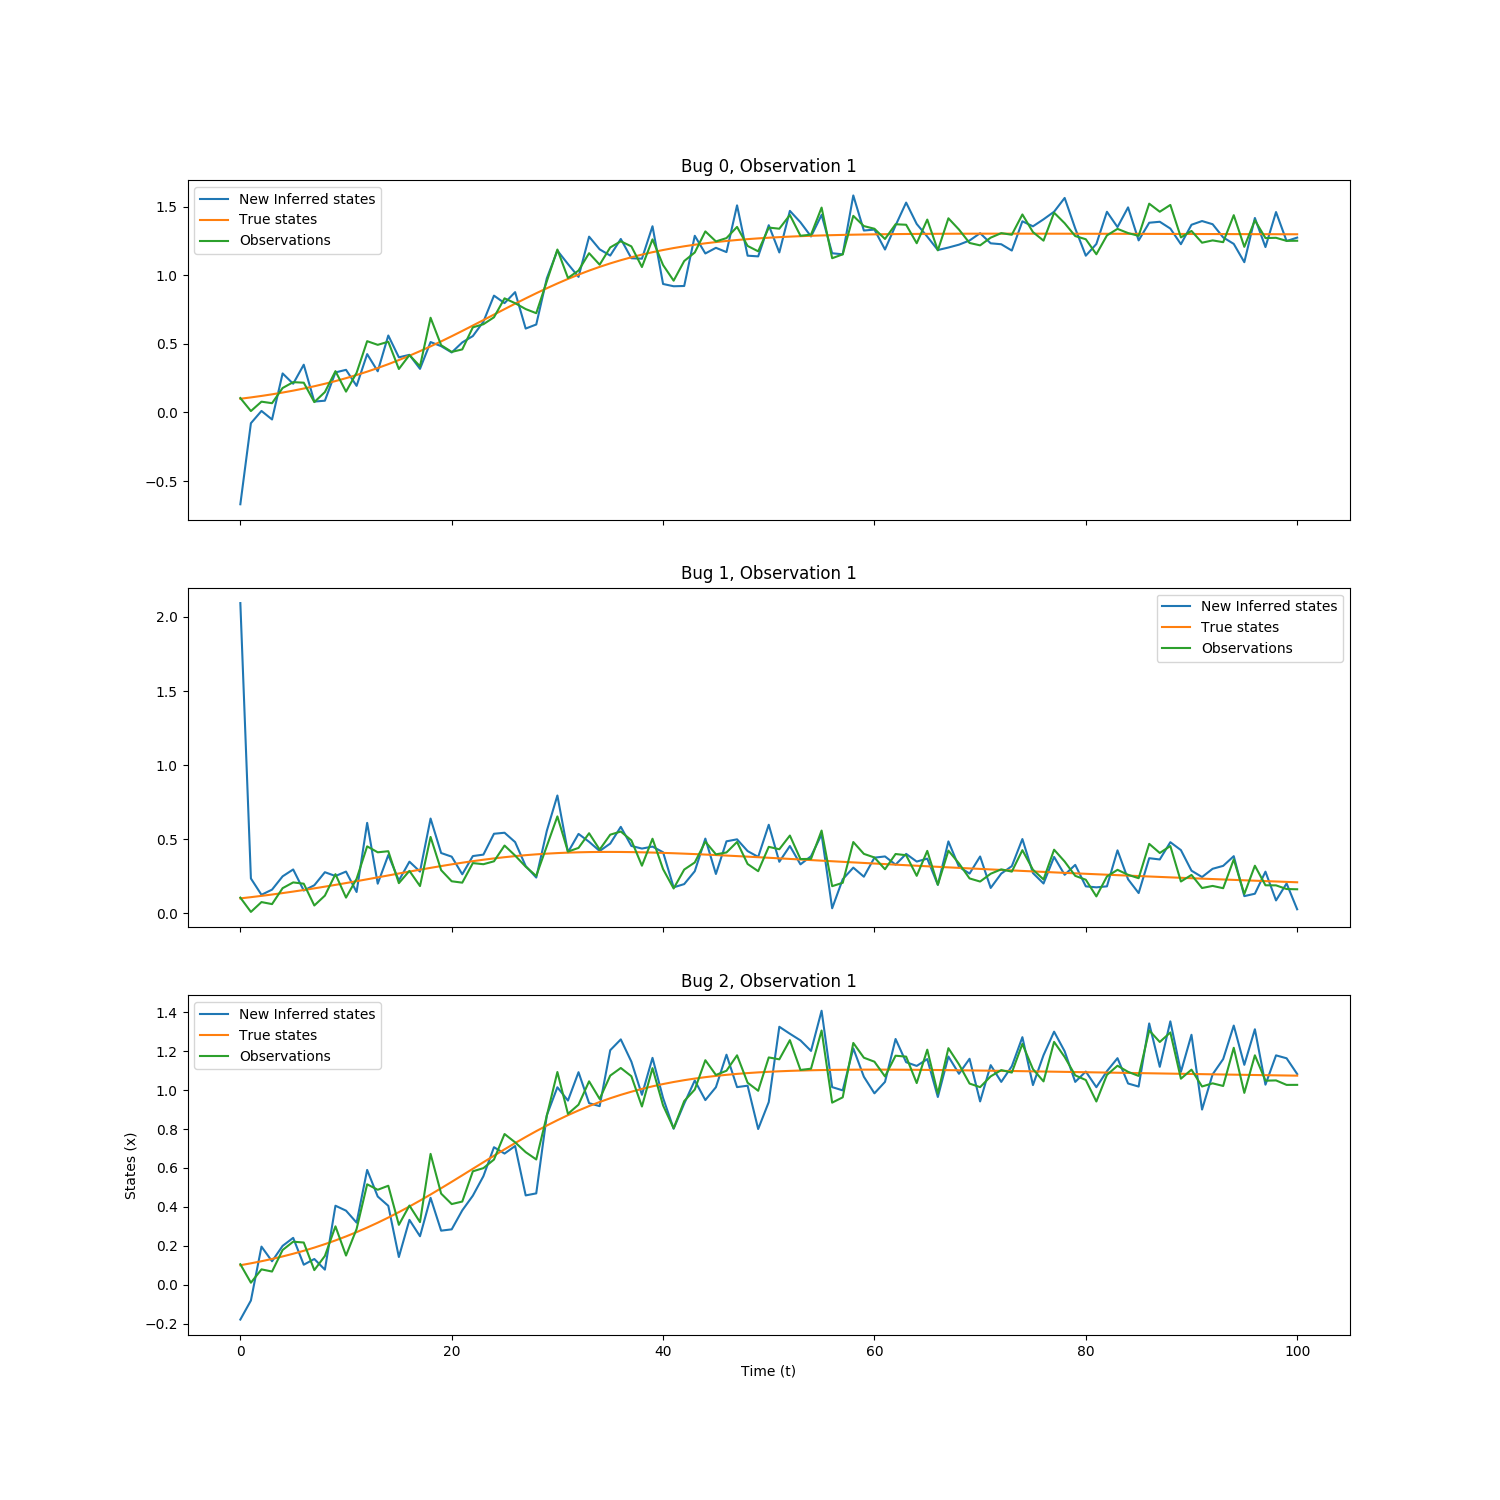 Bug 0, Observation 1
New Inferred states
True states
Observations
1.5
1.0
0.5
0.0
−0.5
Bug 1, Observation 1
New Inferred states
True states
Observations
2.0
1.5
1.0
0.5
0.0
Bug 2, Observation 1
New Inferred states
True states
Observations
1.4
1.2
1.0
0.8
0.6
0.4
0.2
0.0
−0.2
States (x)
0 20 40 60 80 100
Time (t)